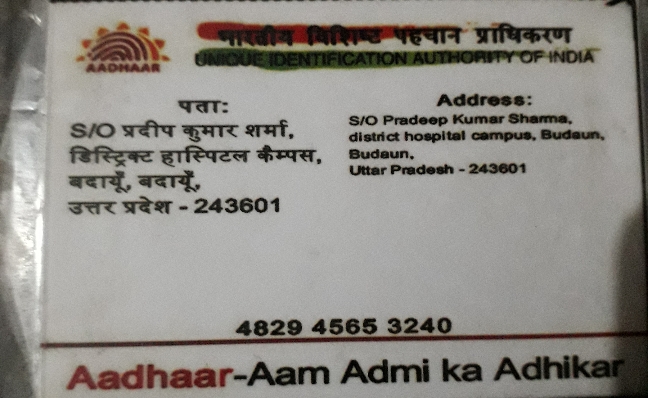 भारतीय विशिष्ट पहचान प्राधिकरण
UNIQUE IDENTIFICATION AUTHORITY OF INDIA
AADHAAR
पता:
S/O प्रदीप कुमार शर्मा,
डिस्ट्रिक्ट हास्पिटल कैम्पस,
बदायूँ, बदायूँ,
उत्तर प्रदेश - 243601
Address:
S/O Pradeep Kumar Sharma,
district hospital campus, Budaun,
Budaun,
Uttar Pradesh - 243601
4829 4565 3240
Aadhaar-Aam Admi ka Adhikar